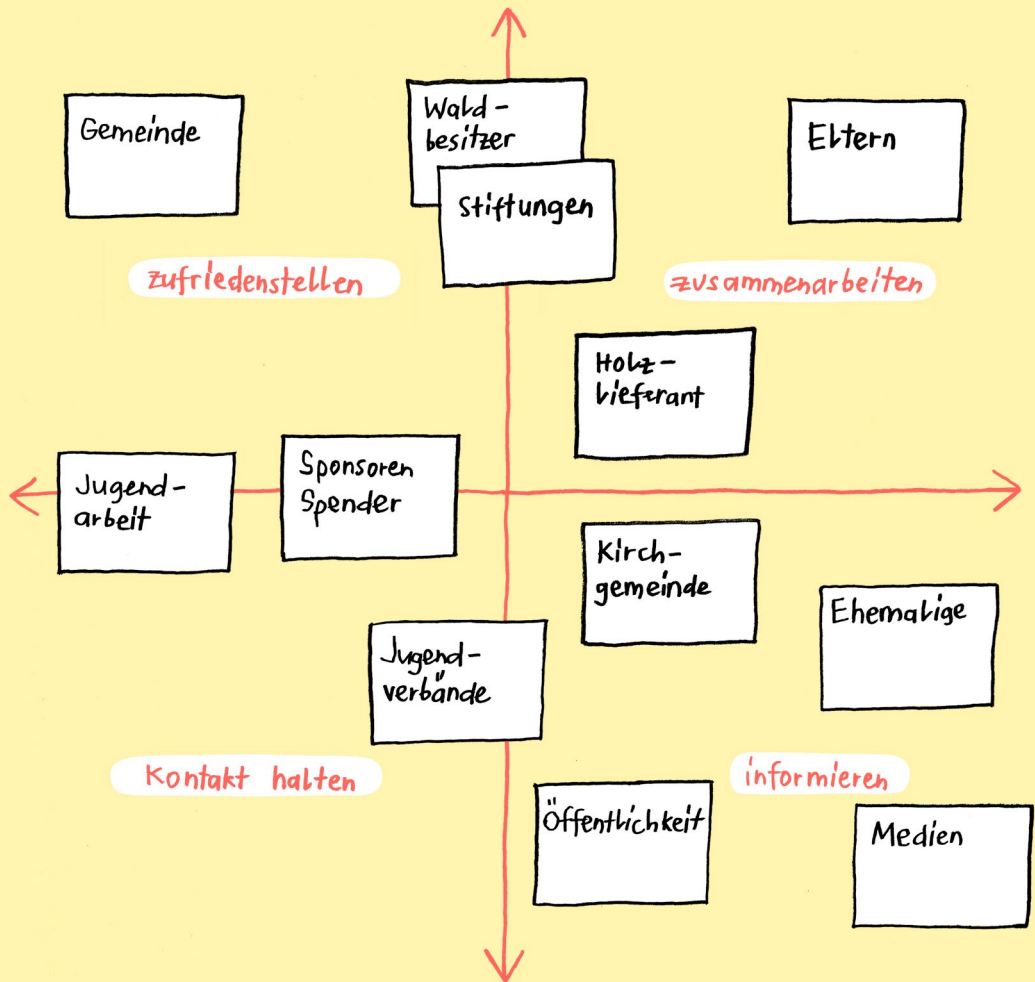 Gemeinde
Wald-
besitzer
Stiftungen
Eltern
zufriedenstellen
zusammenarbeiten
Holz-
lieferant
Jugend-
arbeit
Sponsoren
Spender
Kirch-
gemeinde
Ehemalige
Jugend-
verbände
Kontakt halten
informieren
Öffentlichkeit
Medien